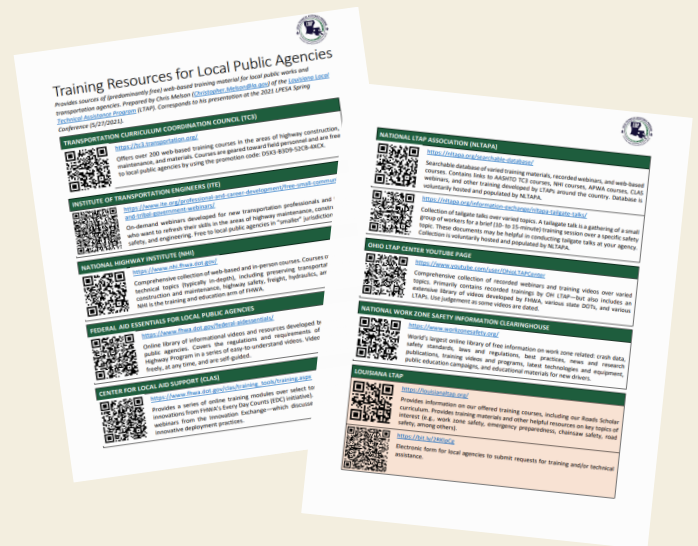 Training Resources for Local Public Agencies
Provides sources of (predominantly free) web-based training material for local public works and
transportation agencies. Prepared by Chris Melson (Christopher.Melson@la.gov) of the Louisiana Local
Technical Assistance Program (LTAP). Corresponds to his presentation at the 2021 LPESA Spring
Conference (5/27/2021).
TRANSPORTATION CURRICULUM COORDINATION COUNCIL (TC3)
https://tc3.transportation.org/
Offers over 200 web-based training courses in the areas of highway construction,
maintenance, and materials. Courses are geared toward field personnel and are free
to local public agencies by using the promotion code:
INSTITUTE OF TRANSPORTATION ENGINEERS (ITE)
https://www.ite.org/professional-and-career-development/free-small-commun
and-tribal-government-webinars/
On-demand webinars developed for new transportation professionals and
who want to refresh their skills in the areas of highway maintenance, constru
safety, and engineering. Free to local public agencies in "smaller" jurisdiction
NATIONAL HIGHWAY INSTITUTE (NHI)
https://www.nhi.fhwa.dot.gov/
Comprehensive collection of web-based and in-person courses. Courses o
technical topics (typically in-depth), including preserving transportat
construction and maintenance, highway safety, freight, hydraulics, an
NHI is the training and education arm of FHWA.
FEDERAL AID ESSENTIALS FOR LOCAL PUBLIC AGENCIES
https://www.fhwa.dot.gov/federal-aidessentials/
Online library of informational videos and resources developed b
public agencies. Covers the regulations and requirements of
Highway Program in a series of easy-to-understand videos. Videos
freely, at any time, and are self-guided.
CENTER FOR LOCAL AID SUPPORT (CLAS)
https://www.fhwa.dot.gov/clas/training_tools/training.aspx
Provides a series of online training modules over select to
innovations from FHWA's Every Day Counts (EDC) initiative).
webinars from the Innovation Exchange—which discuss
innovative deployment practices.
NATIONAL LTAP ASSOCIATION (NLTAPA)
https://nltapa.org/searchable-database/
Searchable database of varied training materials, recorded webinars, and web-based
courses. Contains links to AASHTO TC3 courses, NHI courses, APWA courses, CLAS
webinars, and other training developed by LTAPs around the country. Database is
voluntarily hosted and populated by NLTAPA.
https://nltapa.org/information-exchange/nltapa-tailgate-talks/
Collection of tailgate talks over varied topics. A tailgate talk is a gathering of a small
group of workers for a brief (10- to 15-minute) training session over a specific safety
topic. These documents may be helpful in conducting tailgate talks at your agency.
Collection is voluntarily hosted and populated by NLTAPA.
OHIO LTAP CENTER YOUTUBE PAGE
https://www.youtube.com/user/OhioLTAPCenter
Comprehensive collection of recorded webinars and training videos over varied
topics. Primarily contains recorded trainings by OH LTAP—but also includes an
extensive library of videos developed by FHWA, various state DOTs, and various
LTAPs. Use judgement as some videos are dated.
NATIONAL WORK ZONE SAFETY INFORMATION CLEARINGHOUSE
https://www.workzonesafety.org/
World's largest online library of free information on work zone related: crash data,
safety standards, laws and regulations, best practices, news and research
publications, training videos and programs, latest technologies and equipment,
public education campaigns, and educational materials for new drivers.
LOUISIANA LTAP
https://louisianaltap.org/
Provides information on our offered training courses, including our Roads Scholar
curriculum. Provides training materials and other helpful resources on key topics of
interest (e.g., work zone safety, emergency preparedness, chainsaw safety, road
safety, among others).
Electronic form for local agencies to submit requests for training and/or technical
assistance.